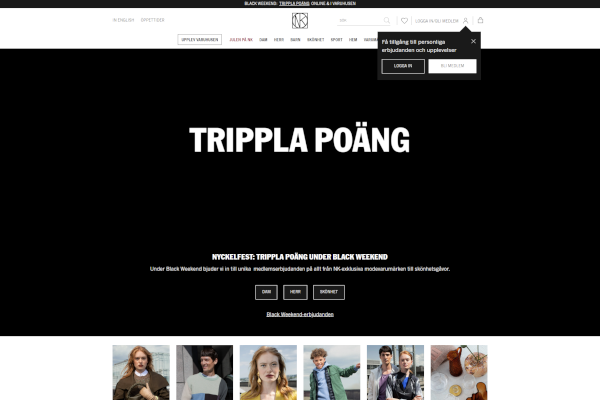 BLACK WEEKEND: TRIPPLA POÄNG ONLINE & I VARUHUSEN
IN ENGLISH ÖPPETTIDER
NK
SÖK
LOGGA IN/BLI MEDLEM
UPPLEV VARUHUSEN JULEN PÅ NK DAM HERR BARN SKÖNHET SPORT HEM
Få tillgång till personliga
erbjudanden och upplevelser
LOGGA IN BLI MEDLEM
TRIPPLA POÄNG
NYCKELFEST: TRIPPLA POÄNG UNDER BLACK WEEKEND
Under Black Weekend bjuder vi in till unika medlemserbjudanden på allt från NK-exklusiva modevarumärken till skönhetsgåvor.
DAM HERR SKÖNHET
Black Weekend-erbjudanden